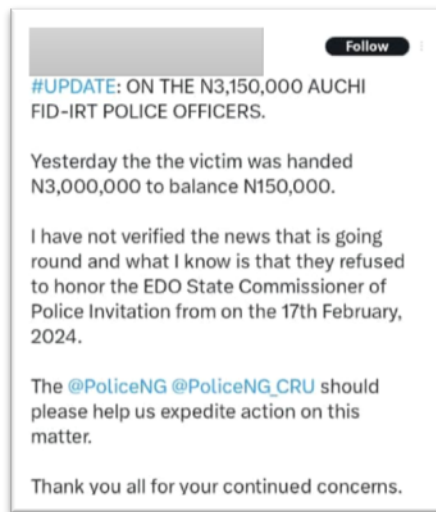 Follow
#UPDATE: ON THE N3,150,000 AUCHI
FID-IRT POLICE OFFICERS.
Yesterday the the victim was handed
N3,000,000 to balance N150,000.
I have not verified the news that is going
round and what I know is that they refused
to honor the EDO State Commissioner of
Police Invitation from on the 17th February,
2024.
The @PoliceNG @PoliceNG_CRU should
please help us expedite action on this
matter.
Thank you all for your continued concerns.